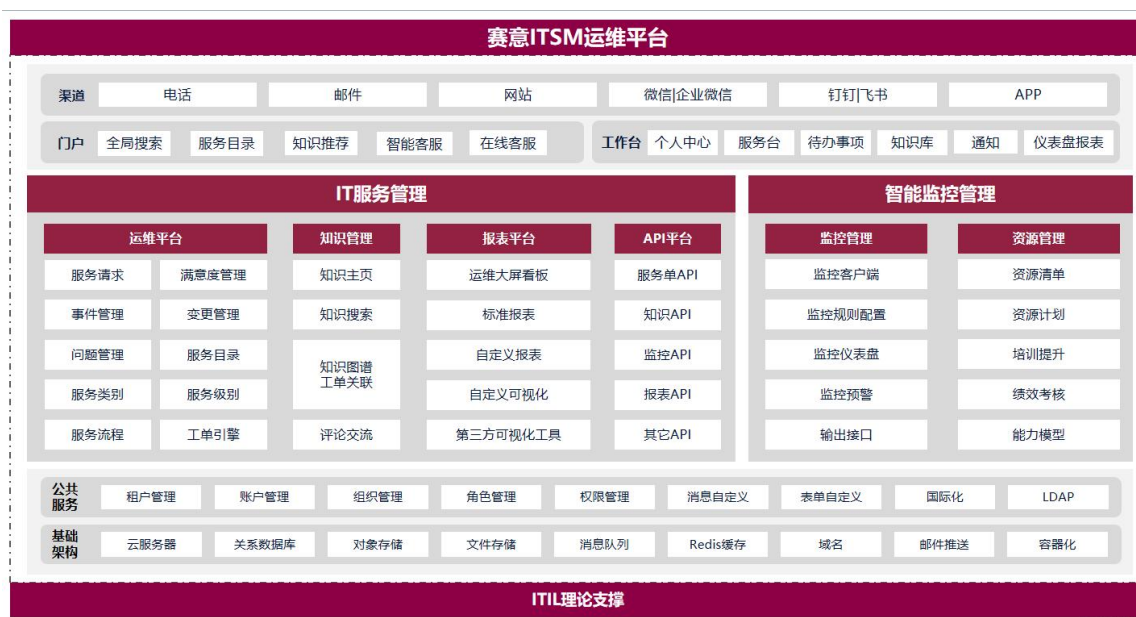 赛意ITSM运维平台
渠道 电话 邮件 网站 微信|企业微信 钉钉|飞书 APP
门户 全局搜索 服务目录 知识推荐 智能客服 在线客服 工作台 个人中心 服务台 待办事项 知识库 通知 仪表盘报表
IT服务管理 智能监控管理
运维平台 知识管理 报表平台 API平台 监控管理 资源管理
服务请求 满意度管理 知识主页 运维大屏看板 服务单API 监控客户端 资源清单
事件管理 变更管理 知识搜索 标准报表 知识API 监控规则配置 资源计划
问题管理 服务目录 知识图谱 自定义报表 监控API 监控仪表盘 培训提升
服务类别 服务级别 工单关联 自定义可视化 报表API 监控预警 绩效考核
服务流程 工单引擎 评论交流 第三方可视化工具 其它API 输出接口 能力模型
公共
服务 租户管理 账户管理 组织管理 角色管理 权限管理 消息自定义 表单自定义 国际化 LDAP
基础
架构 云服务器 关系数据库 对象存储 文件存储 消息队列 Redis缓存 域名 邮件推送 容器化
ITIL理论支撑